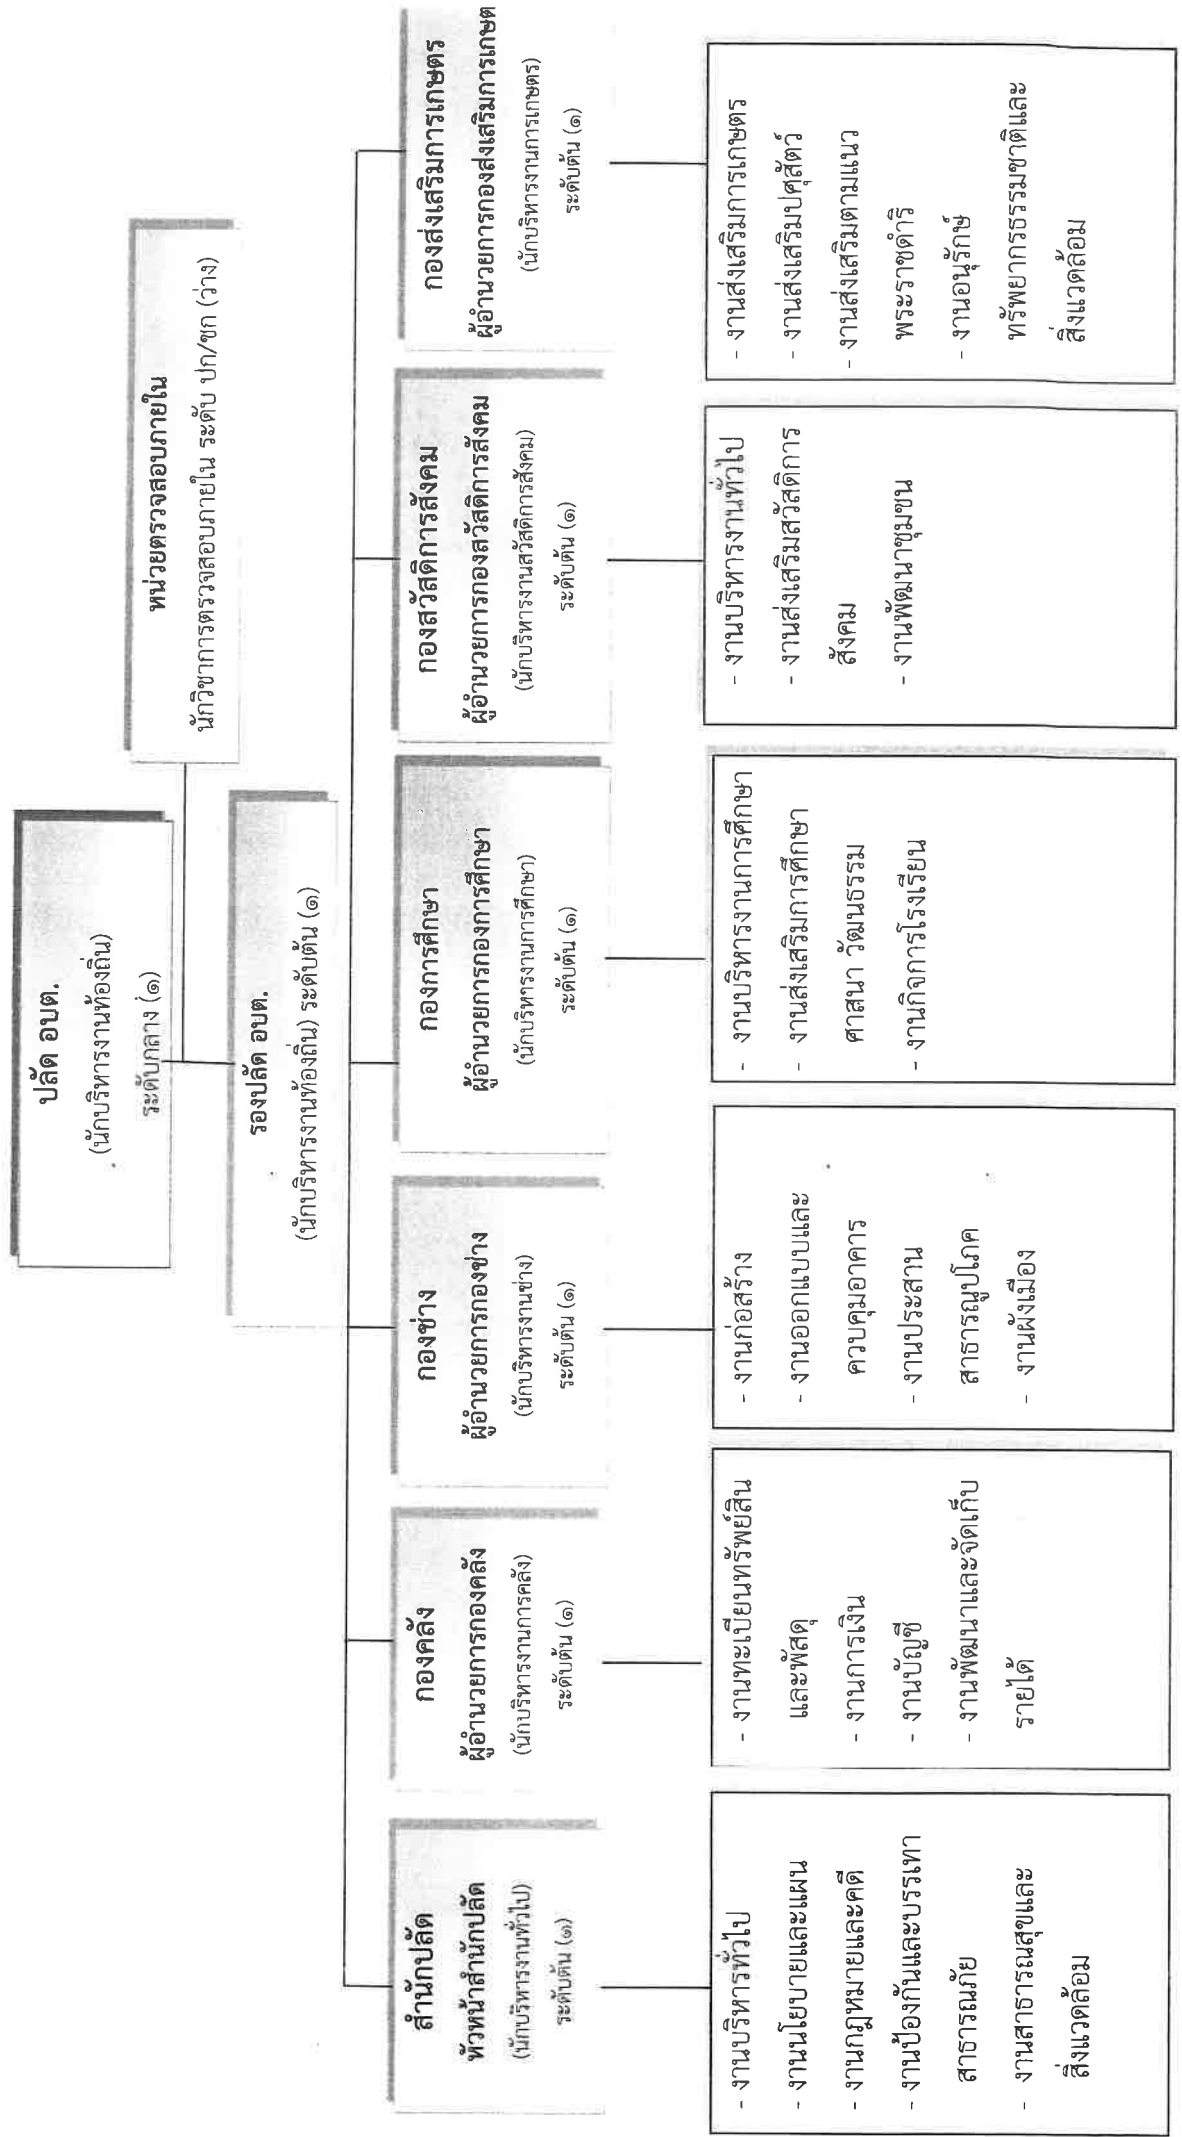 ปลัด อบต.
(นักบริหารงานท้องถิ่น)
ระดับกลาง (๑)
หน่วยตรวจสอบภายใน
นักวิชาการตรวจสอบภายใน ระดับ ปก/ชก (ว่าง)
รองปลัด อบต.
(นักบริหารงานท้องถิ่น) ระดับต้น (๑)
สำนักปลัด
หัวหน้าสำนักปลัด
(นักบริหารงานทั่วไป)
ระดับต้น (๑)
กองคลัง
ผู้อำนวยการกองคลัง
(นักบริหารงานการคลัง)
ระดับต้น (๑)
กองช่าง
ผู้อำนวยการกองช่าง
(นักบริหารงานช่าง)
ระดับต้น (๑)
กองการศึกษา
ผู้อำนวยการกองการศึกษา
(นักบริหารงานการศึกษา)
ระดับต้น (๑)
กองสวัสดิการสังคม
ผู้อำนวยการกองสวัสดิการสังคม
(นักบริหารงานสวัสดิการสังคม)
ระดับต้น (๑)
กองส่งเสริมการเกษตร
ผู้อำนวยการกองส่งเสริมการเกษต
(นักบริหารงานการเกษตร)
ระดับต้น (๑)
- งานบริหารทั่วไป
- งานนโยบายและแผน
- งานกฎหมายและคดี
- งานป้องกันและบรรเทา
สาธารณภัย
- งานสาธารณสุขและ
สิ่งแวดล้อม
- งานทะเบียนทรัพย์สิน
และพัสดุ
- งานการเงิน
- งานบัญชี
- งานพัฒนาและจัดเก็บ
รายได้
- งานก่อสร้าง
- งานออกแบบและ
ควบคุมอาคาร
- งานประสาน
สาธารณูปโภค
- งานผังเมือง
- งานบริหารงานการศึกษา
- งานส่งเสริมการศึกษา
ศาสนา วัฒนธรรม
- งานกิจการโรงเรียน
- งานบริหารงานทั่วไป
- งานส่งเสริมสวัสดิการ
สังคม
- งานพัฒนาชุมชน
- งานส่งเสริมการเกษตร
- งานส่งเสริมปศุสัตว์
- งานส่งเสริมตามแนว
พระราชดำริ
- งานอนุรักษ์
ทรัพยากรธรรมชาติและ
สิ่งแวดล้อม